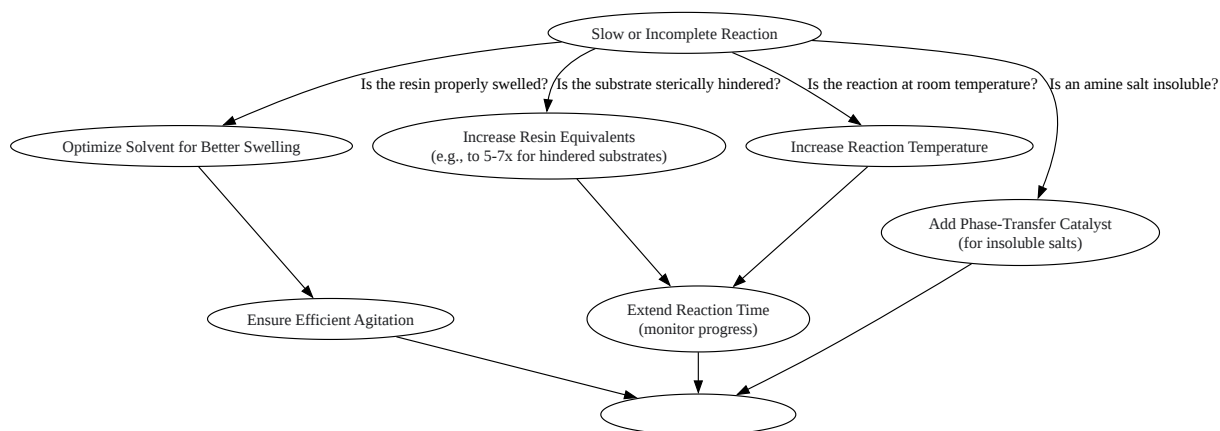 Slow or Incomplete Reaction
Is the resin properly swelled?
Is the substrate sterically hindered?
Is the reaction at room temperature?
Is an amine salt insoluble?
Optimize Solvent for Better Swelling
Increase Resin Equivalents
(e.g., to 5-7x for hindered substrates)
Increase Reaction Temperature
Add Phase-Transfer Catalyst
(for insoluble salts)
Ensure Efficient Agitation
Extend Reaction Time
(monitor progress)